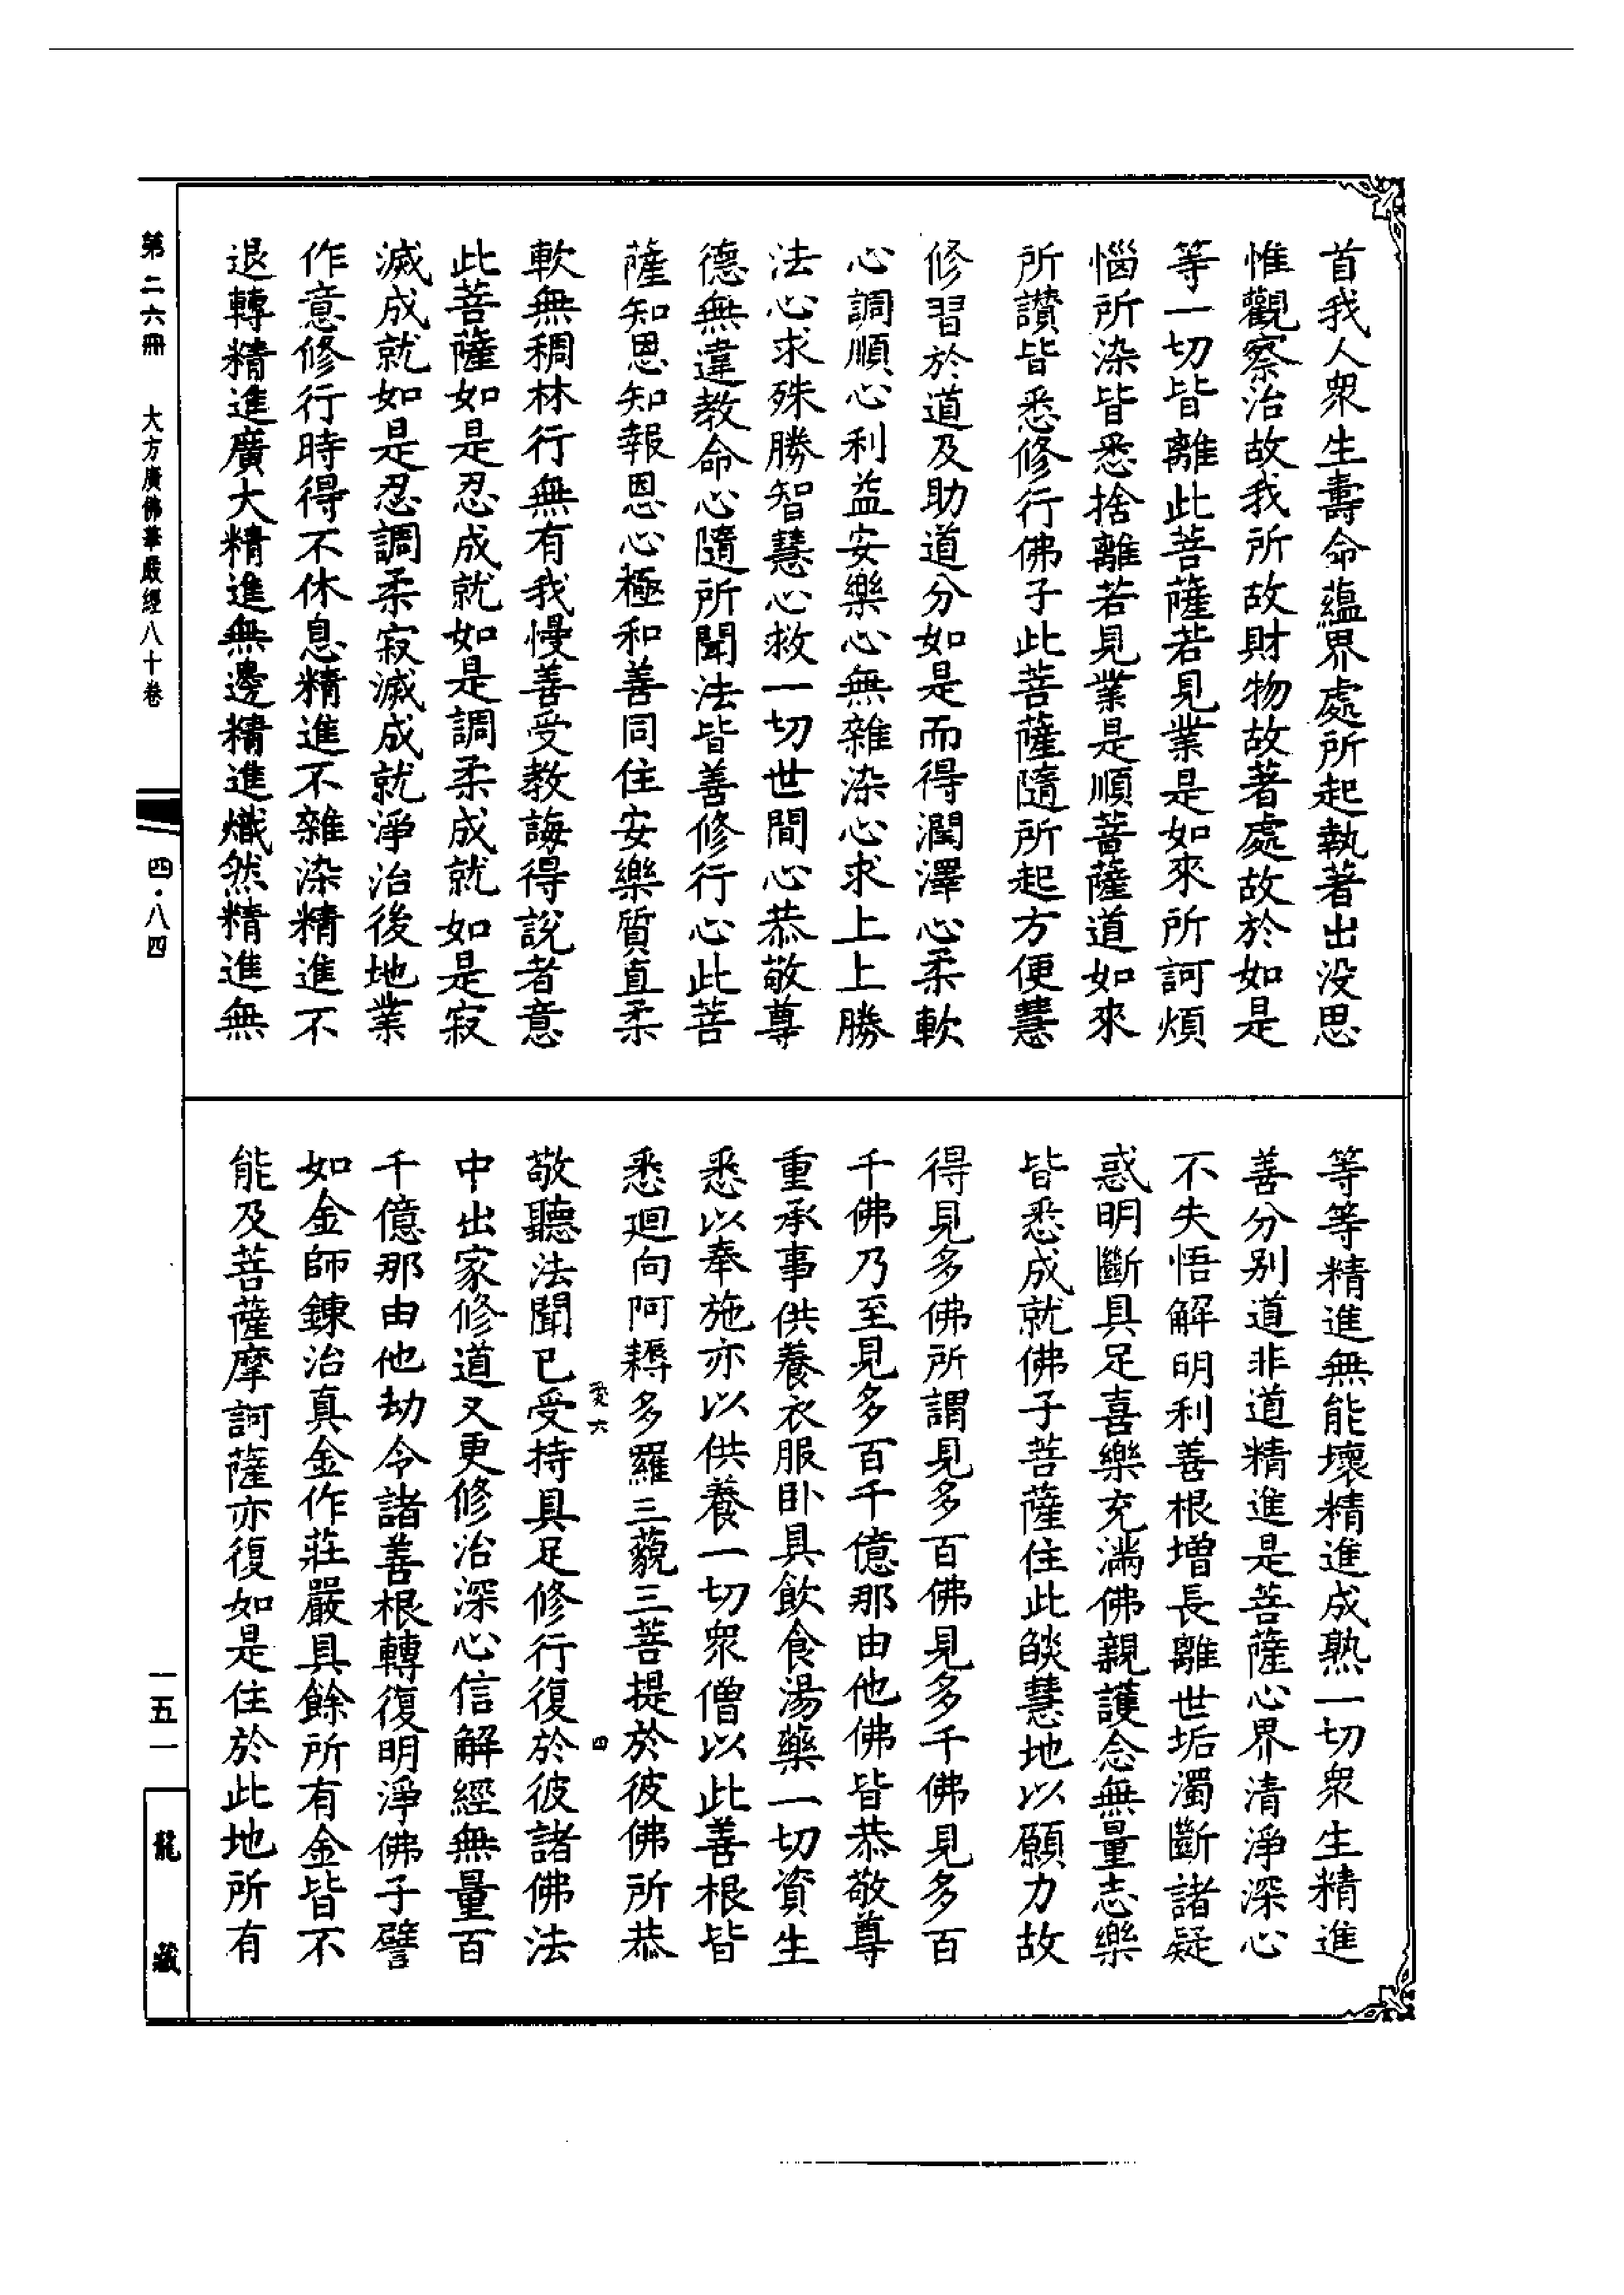 首我人衆生壽命蘊界處所起執著出没思
惟觀察治故我所故財物故著處故於如是
等一切皆離此菩薩若見業是如來所訶煩
惱所染皆悉捨離若見業是順菩薩道如來
所讃皆悉修行佛子此菩薩隨所起方便慧
修習於道及助道分如是而得潤澤心柔軟
心調順心利益安樂心無雜染心求上上勝
法心求殊勝智慧心救一切世間心恭敬尊
德無違教命心隨所聞法皆善修行心此菩
薩知恩知報恩心極和善同住安樂質直柔
軟無稠林行無有我慢善受教誨得說者意
此菩薩如是忍成就如是調柔成就如是寂
滅成就如是忍調柔寂滅成就淨治後地業
作意修行時得不休息精進不雜染精進不
退轉精進廣大精進無邊精進熾然精進無
等等精進無能壞精進成熟一切衆生精進
善分别道非道精進是菩薩心界清淨深心
不失悟解明利善根增長離世垢濁斷諸疑
惑明斷具足喜樂充滿佛親護念無量志樂
皆悉成就佛子菩薩住此燄慧地以願力故
得見多佛所謂見多百佛見多千佛見多百
千佛乃至見多百千億那由他佛皆恭敬尊
重承事供養衣服卧具飲食湯藥一切資生
悉以奉施亦以供養一切衆僧以此善根皆
悉廻向阿耨多羅三藐三菩提於彼佛所恭
敬聽法聞已受持具足修行復於彼諸佛法
中出家修道又更修治深心信解經無量百
千億那由他劫令諸善根轉復明淨佛子譬
如金師鍊治真金作莊嚴具餘所有金皆不
能及菩薩摩訶薩亦復如是住於此地所有
愛六
四
第二六冊
大方廣佛華嚴經八十卷
四·八四
一五一
龍藏